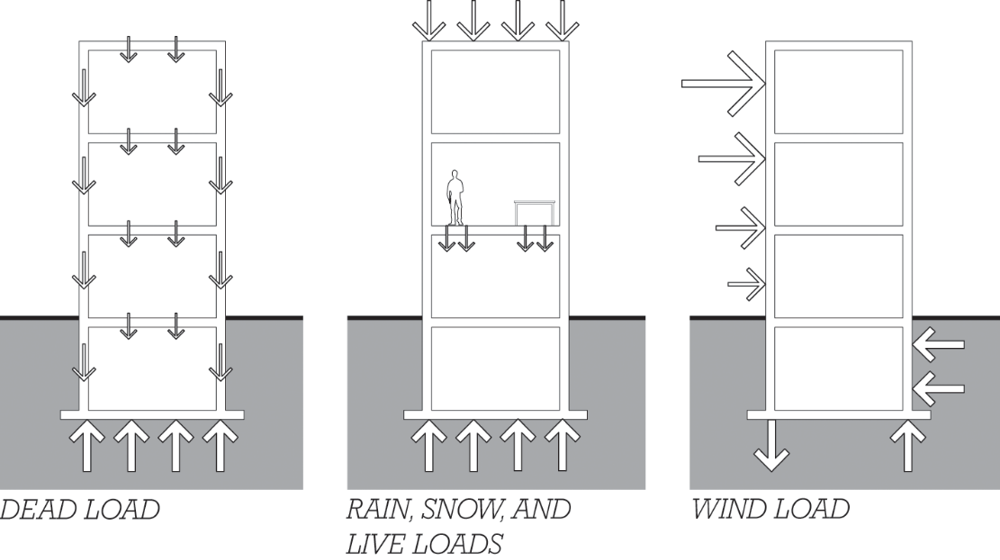 DEAD LOAD
RAIN, SNOW, AND
LIVE LOADS
WIND LOAD